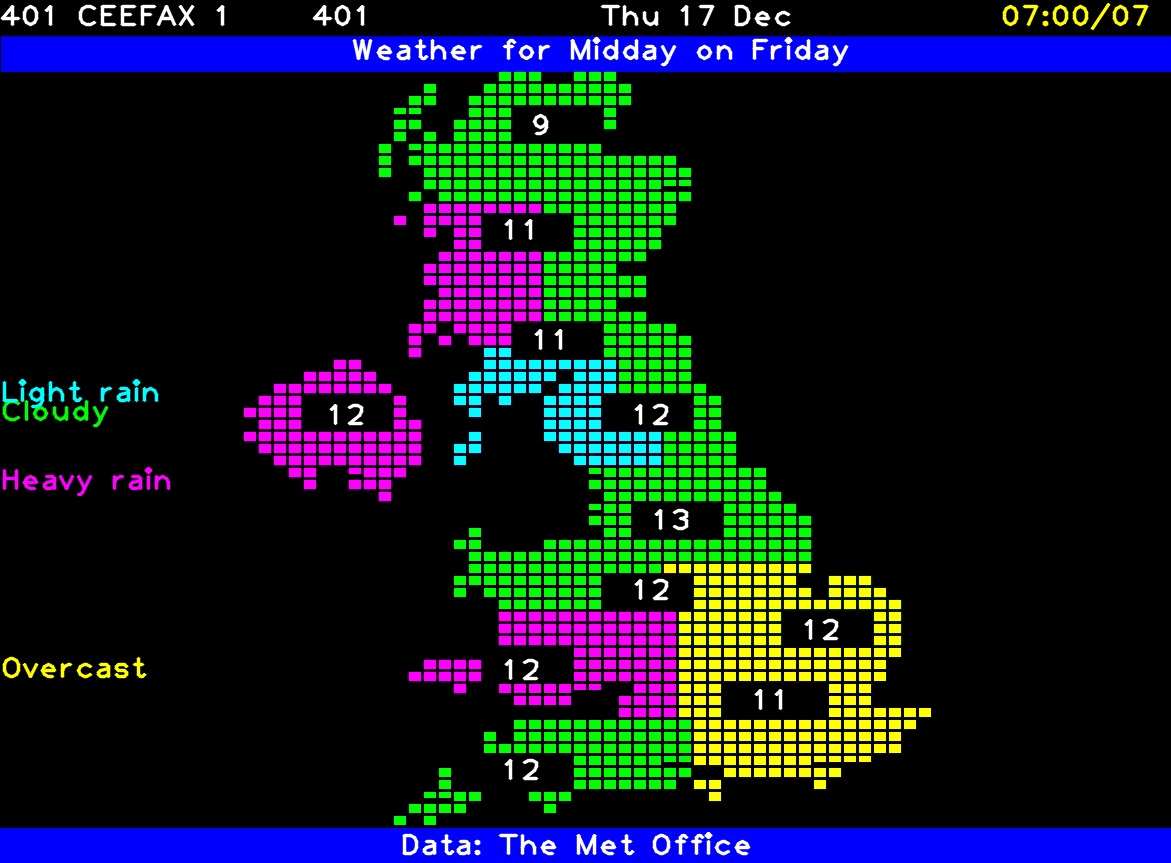 401 CEEFAX 1 401 Thu 17 Dec 07:00/07
Weather for Midday on Friday
9
11
11
Light rain
Cloudy
12 12
Heavy rain
13
12
12
Overcast 12
11
12
Data: The Met Office